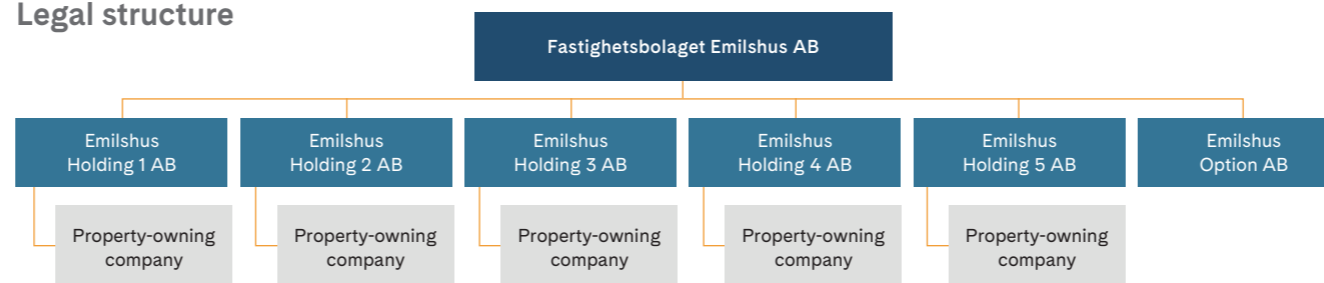 Legal structure
Fastighetsbolaget Emilshus AB
Emilshus
Holding 1 AB
Emilshus
Holding 2 AB
Emilshus
Holding 3 AB
Emilshus
Holding 4 AB
Emilshus
Holding 5 AB
Emilshus
Option AB
Property-owning
company
Property-owning
company
Property-owning
company
Property-owning
company
Property-owning
company